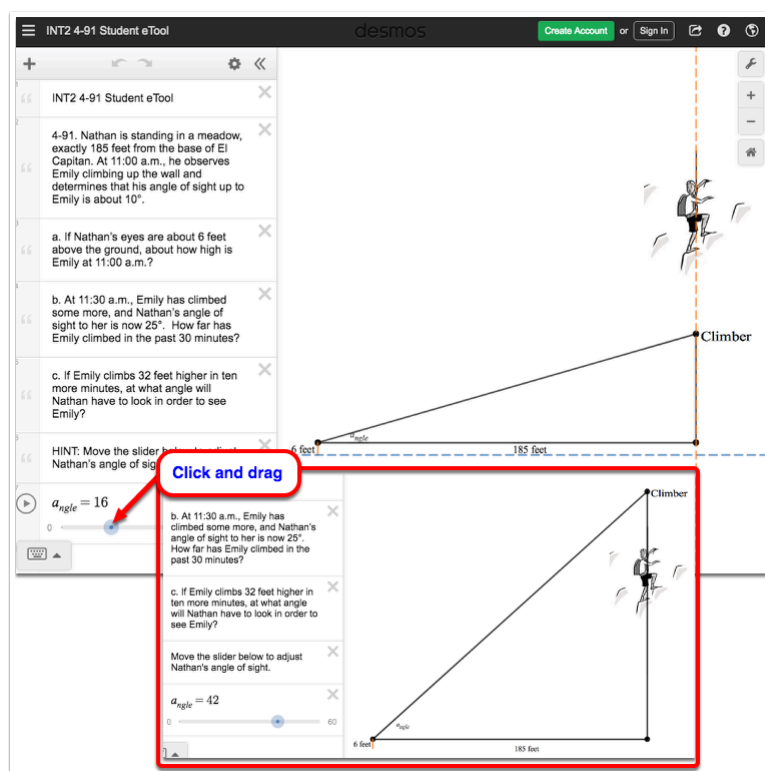 INT2 4-91 Student eTool
desmos
Create Account or Sign In
INT2 4-91 Student eTool
4-91. Nathan is standing in a meadow,
exactly 185 feet from the base of El
Capitan. At 11:00 a.m., he observes
Emily climbing up the wall and
determines that his angle of sight up to
Emily is about 10°.
a. If Nathan's eyes are about 6 feet
above the ground, about how high is
Emily at 11:00 a.m.?
b. At 11:30 a.m., Emily has climbed
some more, and Nathan's angle of
sight to her is now 25°. How far has
Emily climbed in the past 30 minutes?
c. If Emily climbs 32 feet higher in ten
more minutes, at what angle will
Nathan have to look in order to see
Emily?
HINT: Move the slider
Nathan's angle of
angle = 16
0
Climber
angle
6 feet
185 feet
Click and drag
b. At 11:30 a.m., Emily has
climbed some more, and Nathan's
angle of sight to her is now 25°.
How far has Emily climbed in the
past 30 minutes?
c. If Emily climbs 32 feet higher in
ten more minutes, at what angle
will Nathan have to look in order to
see Emily?
Move the slider below to adjust
Nathan's angle of sight.
angle = 42
0
60
Climber
angle
6 feet
185 feet